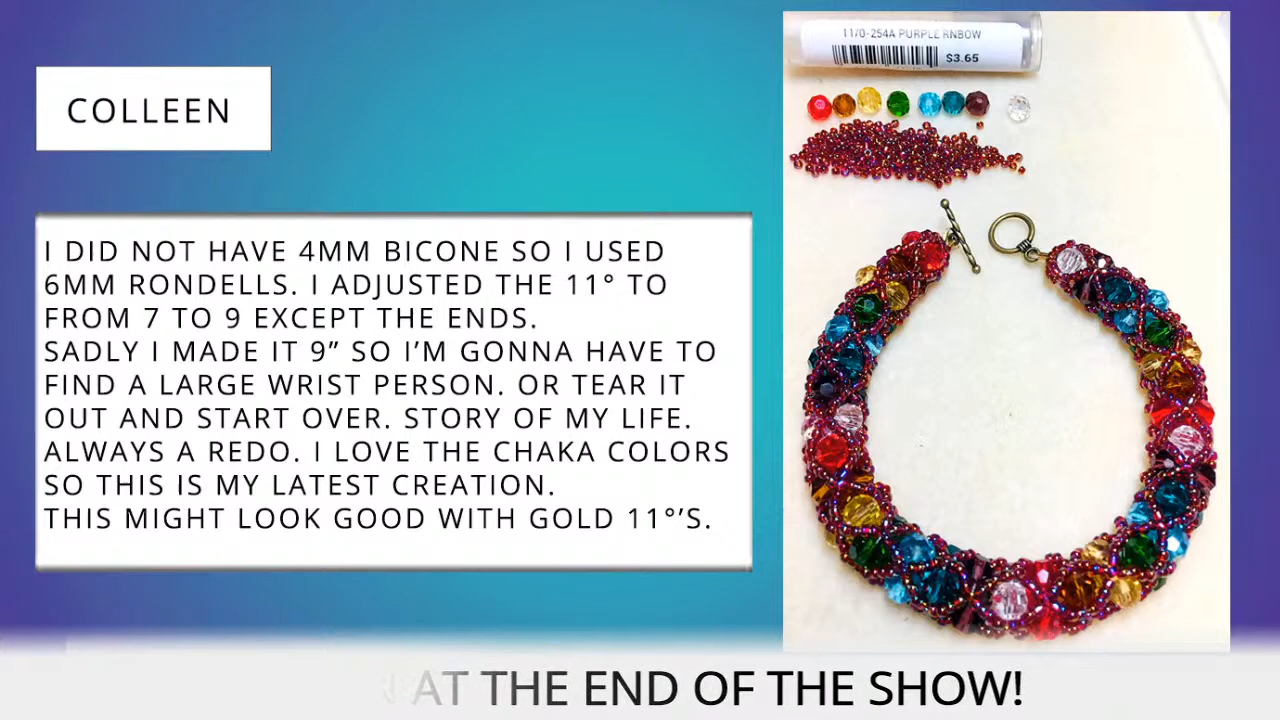 11/0-254A PURPLE RNBOW
$3.65
COLLEEN
I DID NOT HAVE 4MM BICONE SO I USED
6MM RONDELLS. I ADJUSTED THE 11° TO
FROM 7 TO 9 EXCEPT THE ENDS.
SADLY I MADE IT 9” SO I’M GONNA HAVE TO
FIND A LARGE WRIST PERSON. OR TEAR IT
OUT AND START OVER. STORY OF MY LIFE.
ALWAYS A REDO. I LOVE THE CHAKA COLORS
SO THIS IS MY LATEST CREATION.
THIS MIGHT LOOK GOOD WITH GOLD 11°’S.
AT THE END OF THE SHOW!